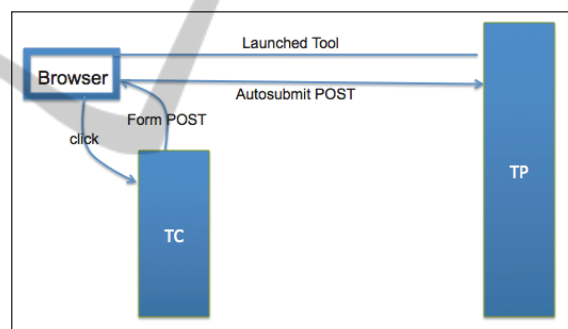 Launched Tool
Browser
Autosubmit POST
Form POST
click
TP
TC